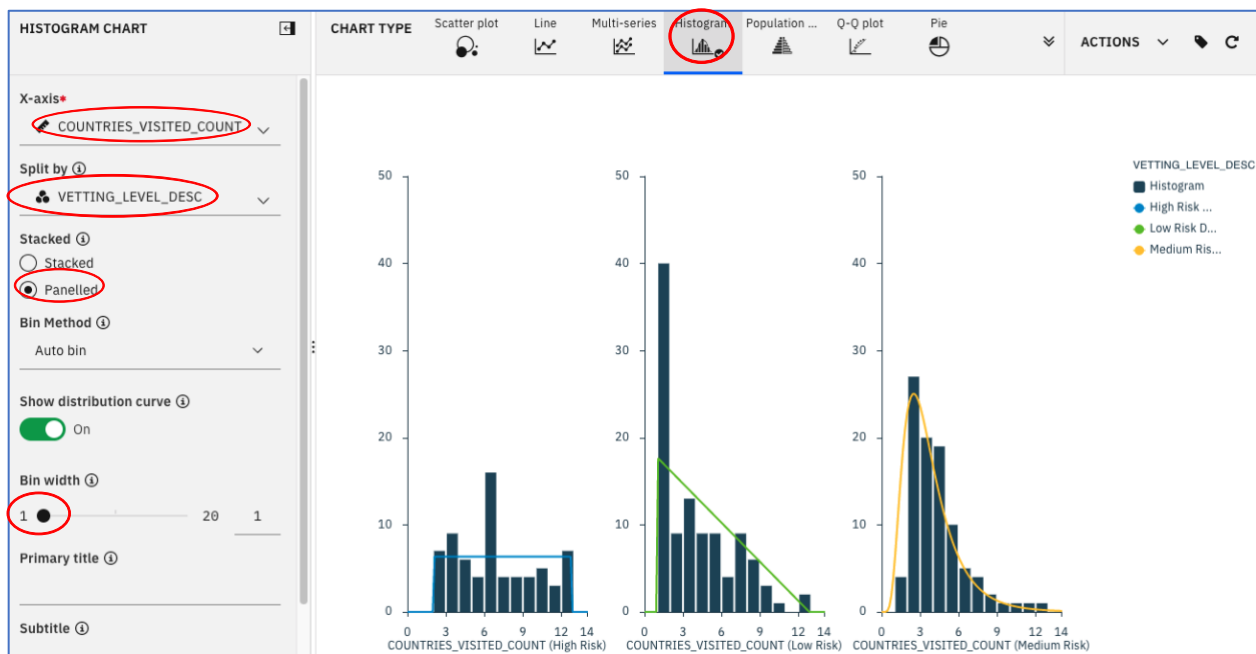 HISTOGRAM CHART
X-axis*
COUNTRIES_VISITED_COUNT
Split by
VETTING_LEVEL_DESC
Stacked
Stacked
Panelled
Bin Method
Auto bin
Show distribution curve
On
Bin width
1 20 1
Primary title
Subtitle
CHART TYPE
Scatter plot
Line
Multi-series
Histogram
Population ...
Q-Q plot
Pie
ACTIONS
50
40
30
20
10
0
0 3 6 9 12 14
COUNTRIES_VISITED_COUNT (High Risk)
50
40
30
20
10
0
0 3 6 9 12 14
COUNTRIES_VISITED_COUNT (Low Risk)
50
40
30
20
10
0
0 3 6 9 12 14
COUNTRIES_VISITED_COUNT (Medium Risk)
VETTING_LEVEL_DESC
Histogram
High Risk ...
Low Risk D...
Medium Ris...